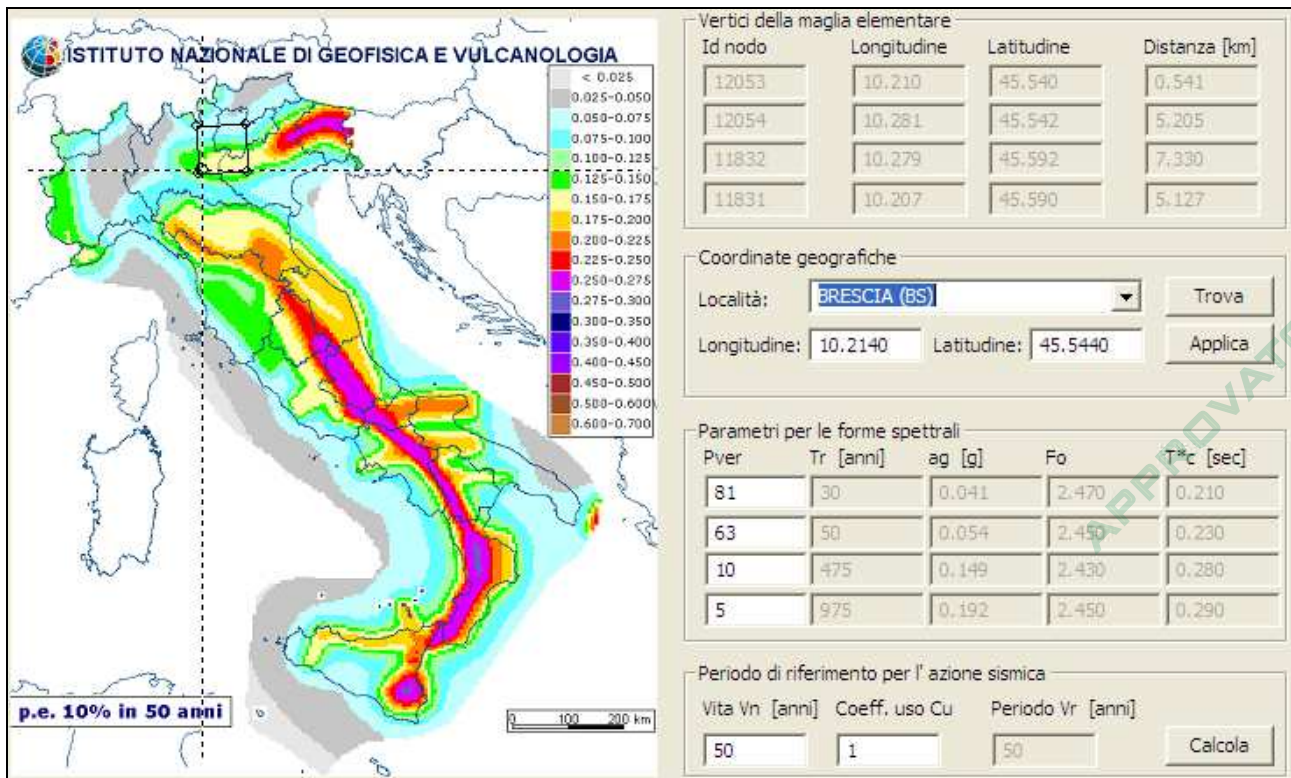 ISTITUTO NAZIONALE DI GEOFISICA E VULCANOLOGIA
< 0.025
0.025-0.050
0.050-0.075
0.075-0.100
0.100-0.125
0.125-0.150
0.150-0.175
0.175-0.200
0.200-0.225
0.225-0.250
0.250-0.275
0.275-0.300
0.300-0.350
0.350-0.400
0.400-0.450
0.450-0.500
0.500-0.600
0.600-0.700
p.e. 10% in 50 anni
0 100 200 km
Vertici della maglia elementare
Id nodo Longitudine Latitudine Distanza [km]
12053 10.210 45.540 0.541
12054 10.281 45.542 5.205
11832 10.279 45.592 7.330
11831 10.207 45.590 5.127
Coordinate geografiche
Località: BRESCIA (BS) Trova
Longitudine: 10.2140 Latitudine: 45.5440 Applica
Parametri per le forme spettrali
Pver Tr [anni] ag [g] Fo T*c [sec]
81 30 0.041 2.470 0.210
63 50 0.054 2.450 0.230
10 475 0.149 2.430 0.280
5 975 0.192 2.450 0.290
Periodo di riferimento per l' azione sismica
Vita Vn [anni] Coeff. uso Cu Periodo Vr [anni]
50 1 50 Calcola